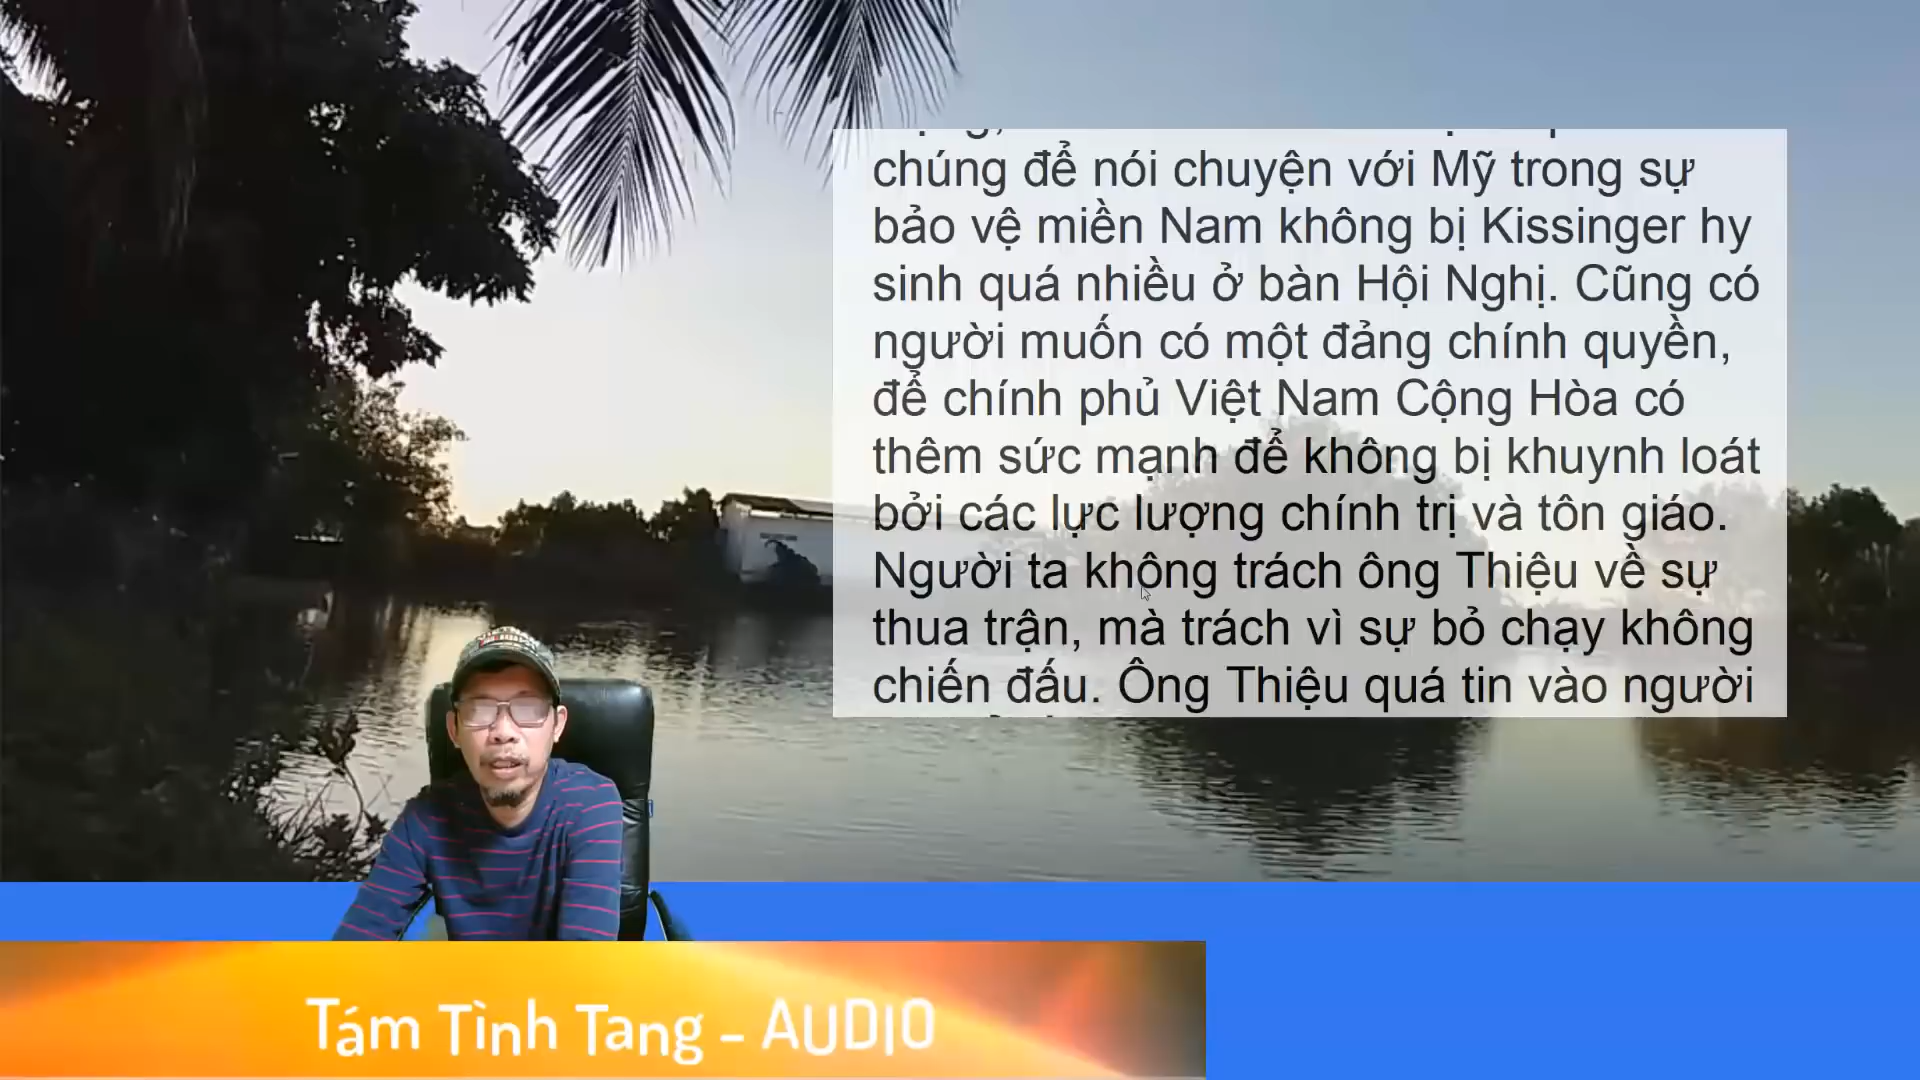 chúng để nói chuyện với Mỹ trong sự
bảo vệ miền Nam không bị Kissinger hy
sinh quá nhiều ở bàn Hội Nghị. Cũng có
người muốn có một đảng chính quyền,
để chính phủ Việt Nam Cộng Hòa có
thêm sức mạnh để không bị khuynh loát
bởi các lực lượng chính trị và tôn giáo.
Người ta không trách ông Thiệu về sự
thua trận, mà trách vì sự bỏ chạy không
chiến đấu. Ông Thiệu quá tin vào người
Tám Tình Tang - AUDIO